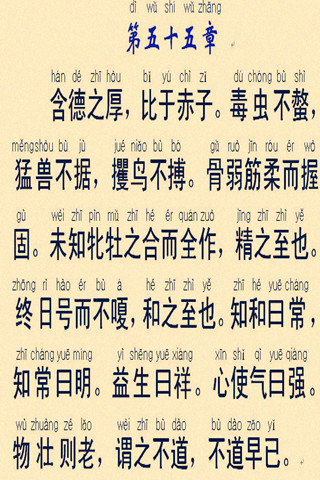 dì wǔ shí wǔ zhāng
第五十五章
hán dé zhī hòu bǐ yú chì zǐ dú chóng bù shì
含德之厚，比于赤子。毒虫不螫，
měngshòu bù jù jué niǎo bù bó gǔ ruò jīn róu ér wò
猛兽不据，攫鸟不搏。骨弱筋柔而握
gù wèi zhī pìn mǔ zhī hé ér quán zuō jīng zhī zhì yě
固。未知牝牡之合而全作，精之至也。
zhōng rì hào ér bù á hé zhī zhì yě zhī hé yuē cháng
终日号而不嗄，和之至也。知和曰常，
zhī cháng yuē míng yì shēng yuē xiáng xīn shǐ qì yuē qiáng
知常曰明。益生曰祥。心使气曰强。
wù zhuàng zé lǎo wèi zhī bù dào bù dào zǎo yǐ
物壮则老，谓之不道，不道早已。